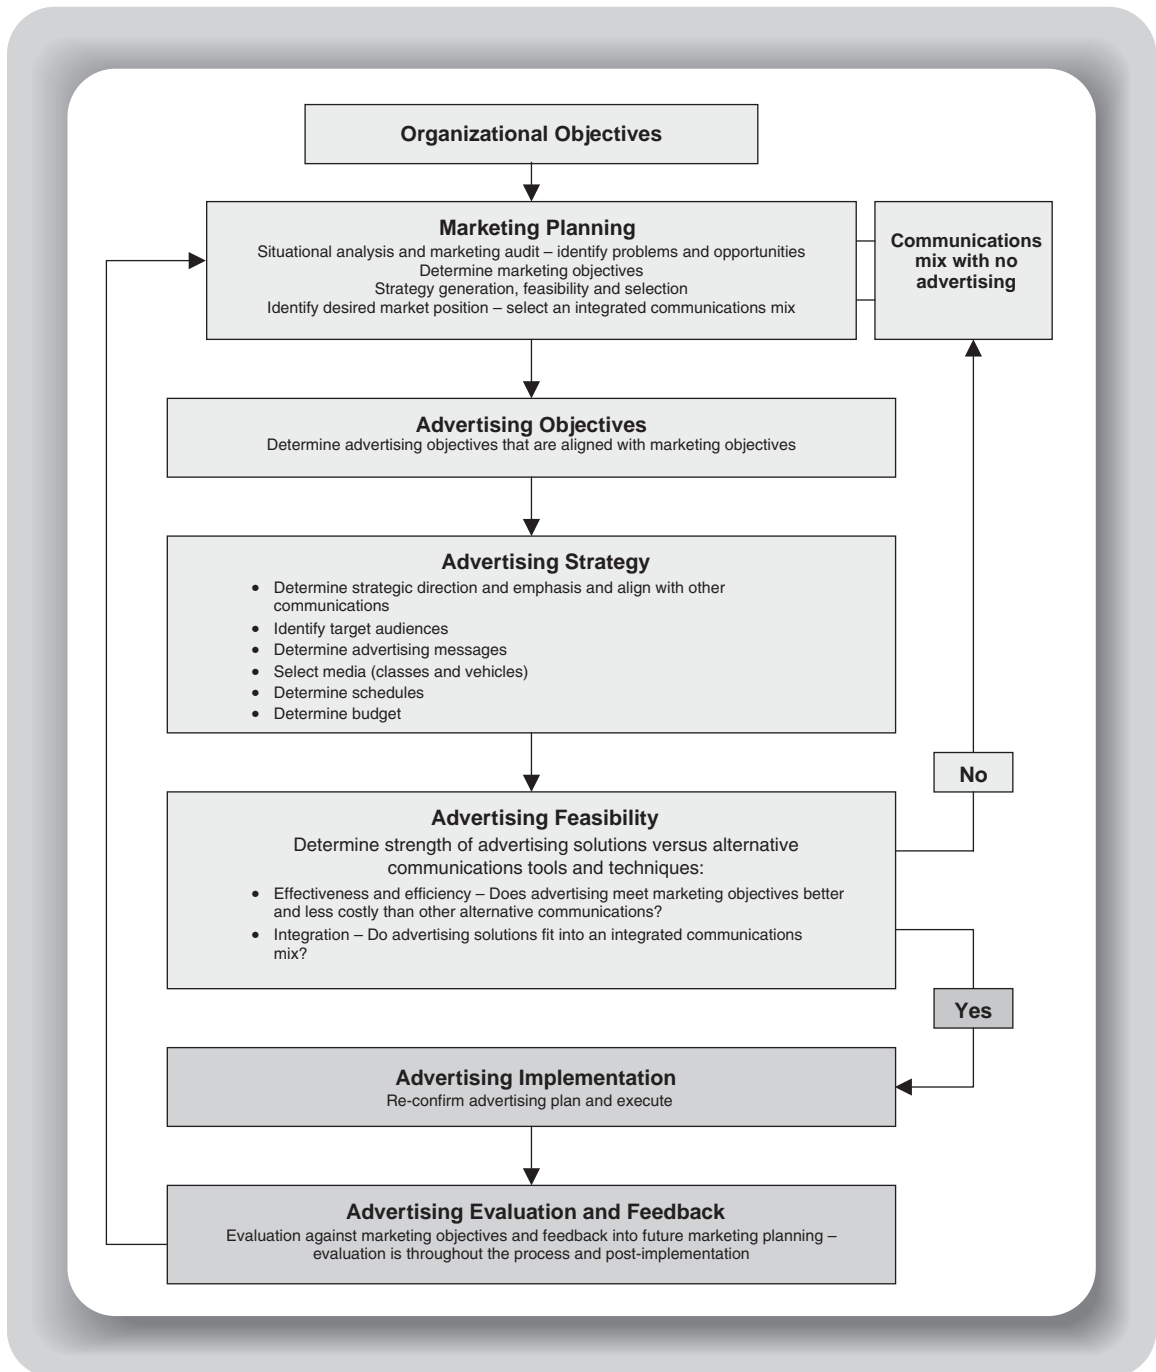 Organizational Objectives
Marketing Planning
Situational analysis and marketing audit – identify problems and opportunities
Determine marketing objectives
Strategy generation, feasibility and selection
Identify desired market position – select an integrated communications mix
Communications
mix with no
advertising
Advertising Objectives
Determine advertising objectives that are aligned with marketing objectives
Advertising Strategy
• Determine strategic direction and emphasis and align with other
communications
• Identify target audiences
• Determine advertising messages
• Select media (classes and vehicles)
• Determine schedules
• Determine budget
No
Advertising Feasibility
Determine strength of advertising solutions versus alternative
communications tools and techniques:
• Effectiveness and efficiency – Does advertising meet marketing objectives better
and less costly than other alternative communications?
• Integration – Do advertising solutions fit into an integrated communications
mix?
Yes
Advertising Implementation
Re-confirm advertising plan and execute
Advertising Evaluation and Feedback
Evaluation against marketing objectives and feedback into future marketing planning –
evaluation is throughout the process and post-implementation